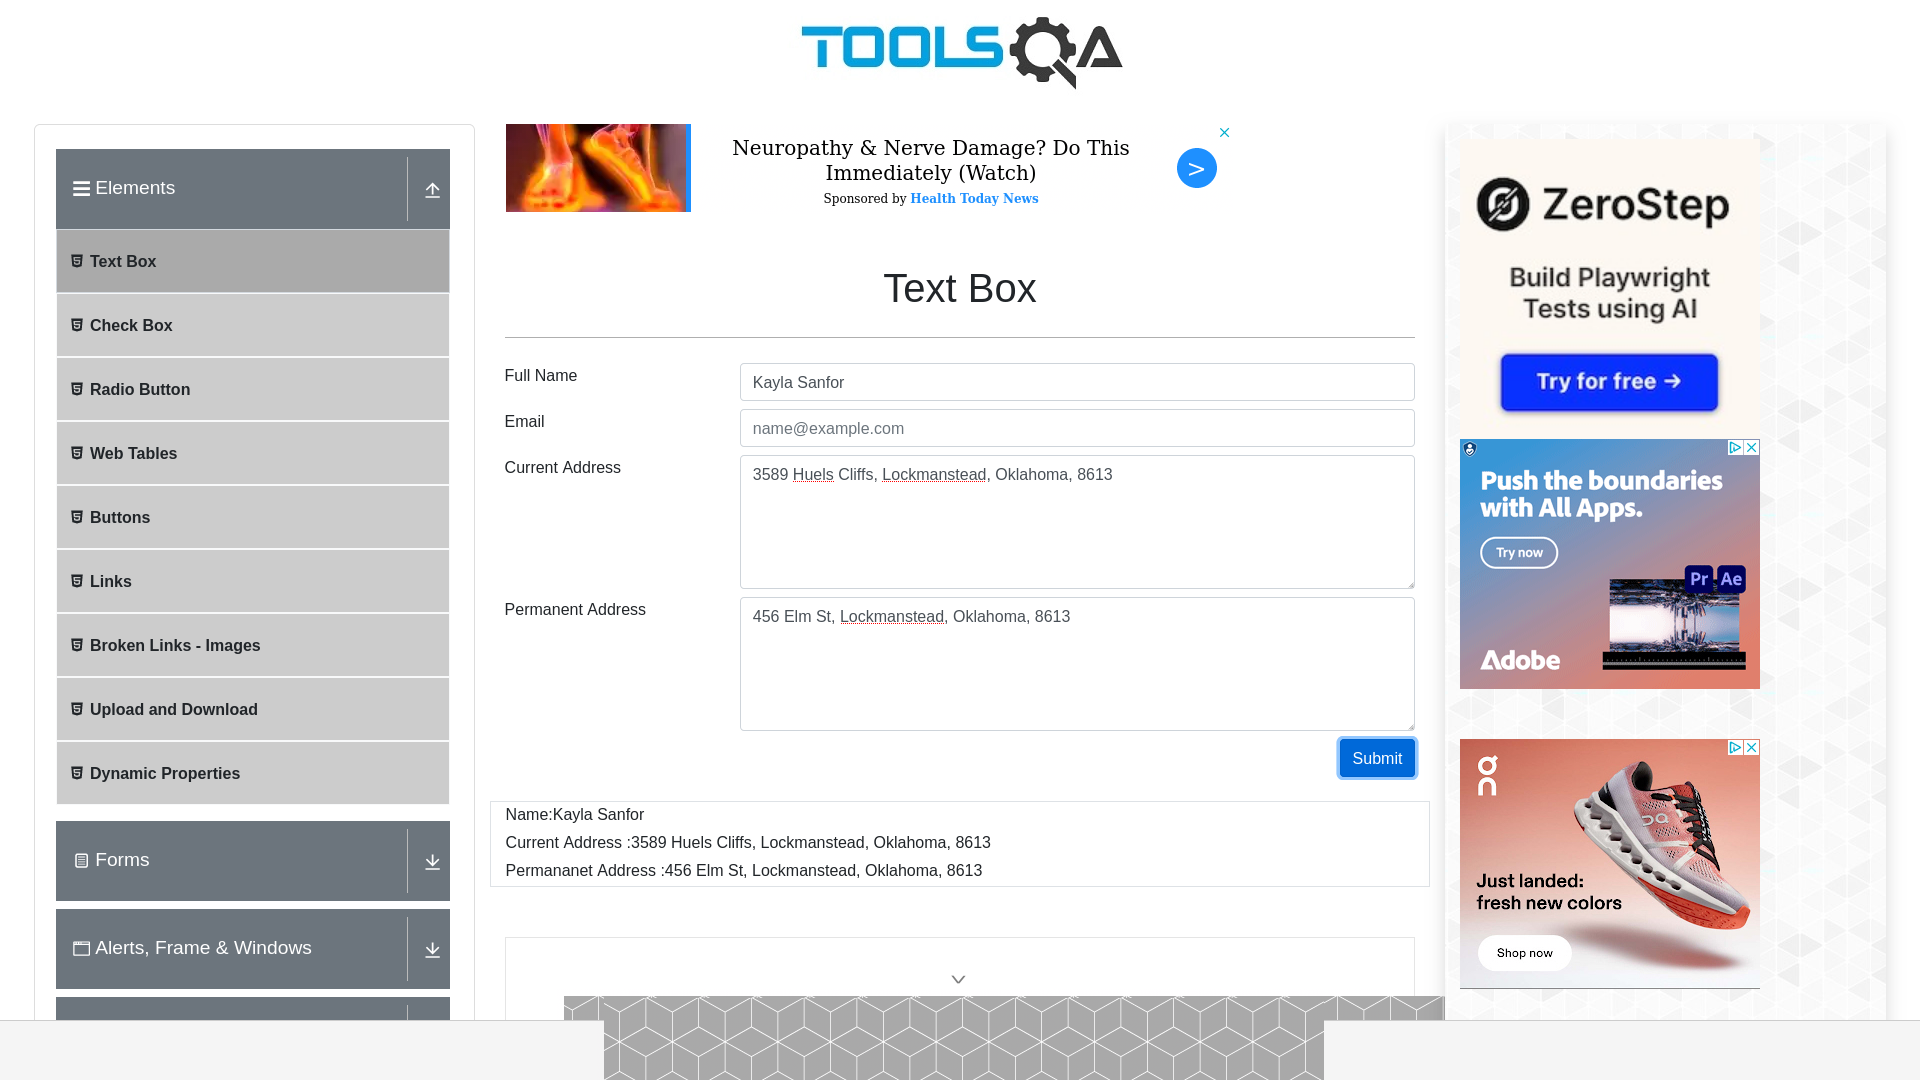 TOOLSQA
Elements
Text Box
Check Box
Radio Button
Web Tables
Buttons
Links
Broken Links - Images
Upload and Download
Dynamic Properties
Forms
Alerts, Frame & Windows
Neuropathy & Nerve Damage? Do This
Immediately (Watch)
Sponsored by Health Today News
>
Text Box
Full Name
Kayla Sanfor
Email
name@example.com
Current Address
3589 Huels Cliffs, Lockmanstead, Oklahoma, 8613
Permanent Address
456 Elm St, Lockmanstead, Oklahoma, 8613
Submit
Name:Kayla Sanfor
Current Address :3589 Huels Cliffs, Lockmanstead, Oklahoma, 8613
Permananet Address :456 Elm St, Lockmanstead, Oklahoma, 8613
ZeroStep
Build Playwright
Tests using AI
Try for free →
Push the boundaries
with All Apps.
Try now
Pr Ae
Adobe
On
Just landed:
fresh new colors
Shop now